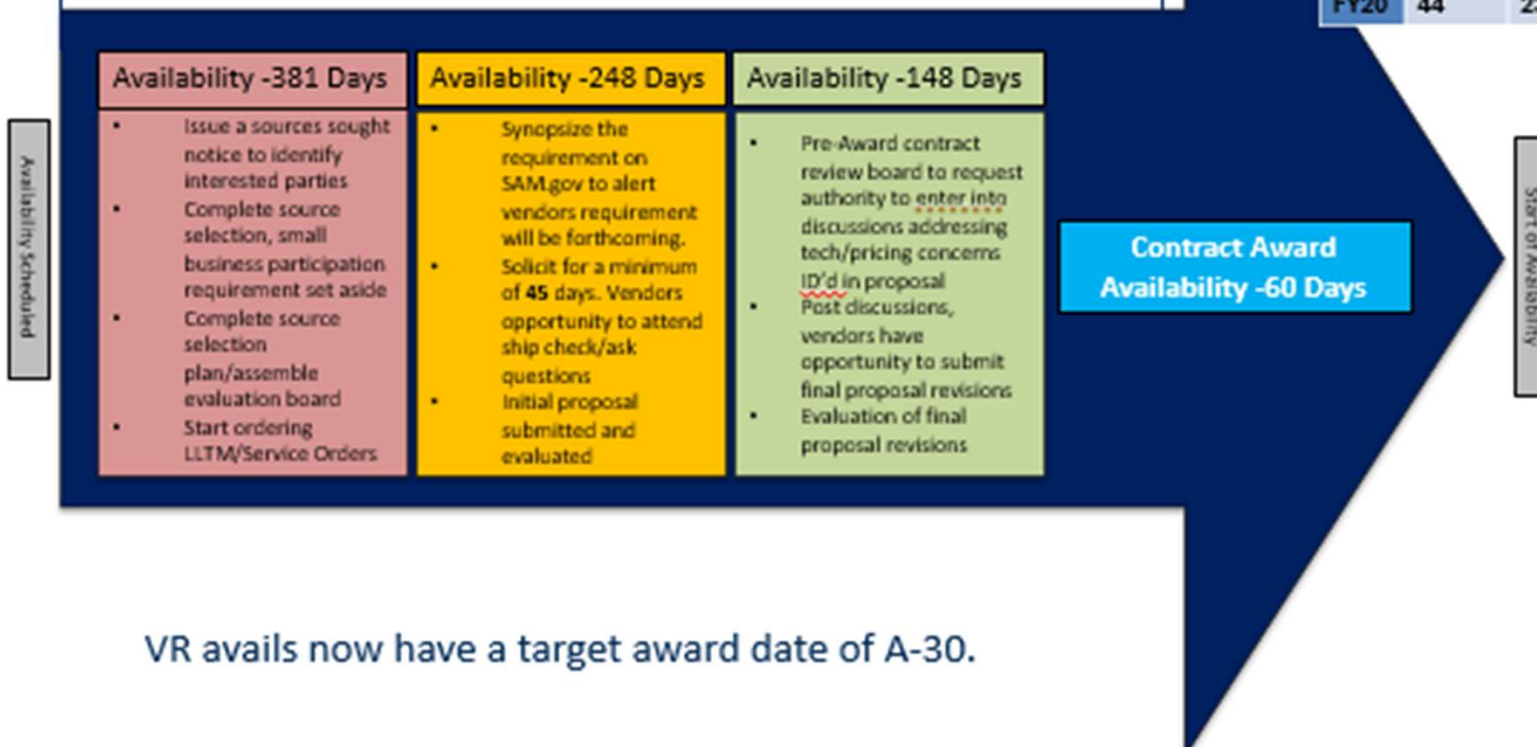 FY20 44
Availability -381 Days
• Issue a sources sought
notice to identify
interested parties
• Complete source
selection, small
business participation
requirement set aside
• Complete source
selection
plan/assemble
evaluation board
• Start ordering
LLTM/Service Orders
Availability -248 Days
• Synopsize the
requirement on
SAM.gov to alert
vendors requirement
will be forthcoming.
• Solicit for a minimum
of 45 days. Vendors
opportunity to attend
ship check/ask
questions
• Initial proposal
submitted and
evaluated
Availability -148 Days
• Pre-Award contract
review board to request
authority to enter into
discussions addressing
tech/pricing concerns
ID'd in proposal
• Post discussions,
vendors have
opportunity to submit
final proposal revisions
• Evaluation of final
proposal revisions
Availability Scheduled
Contract Award
Availability -60 Days
Start of Availability
VR avails now have a target award date of A-30.